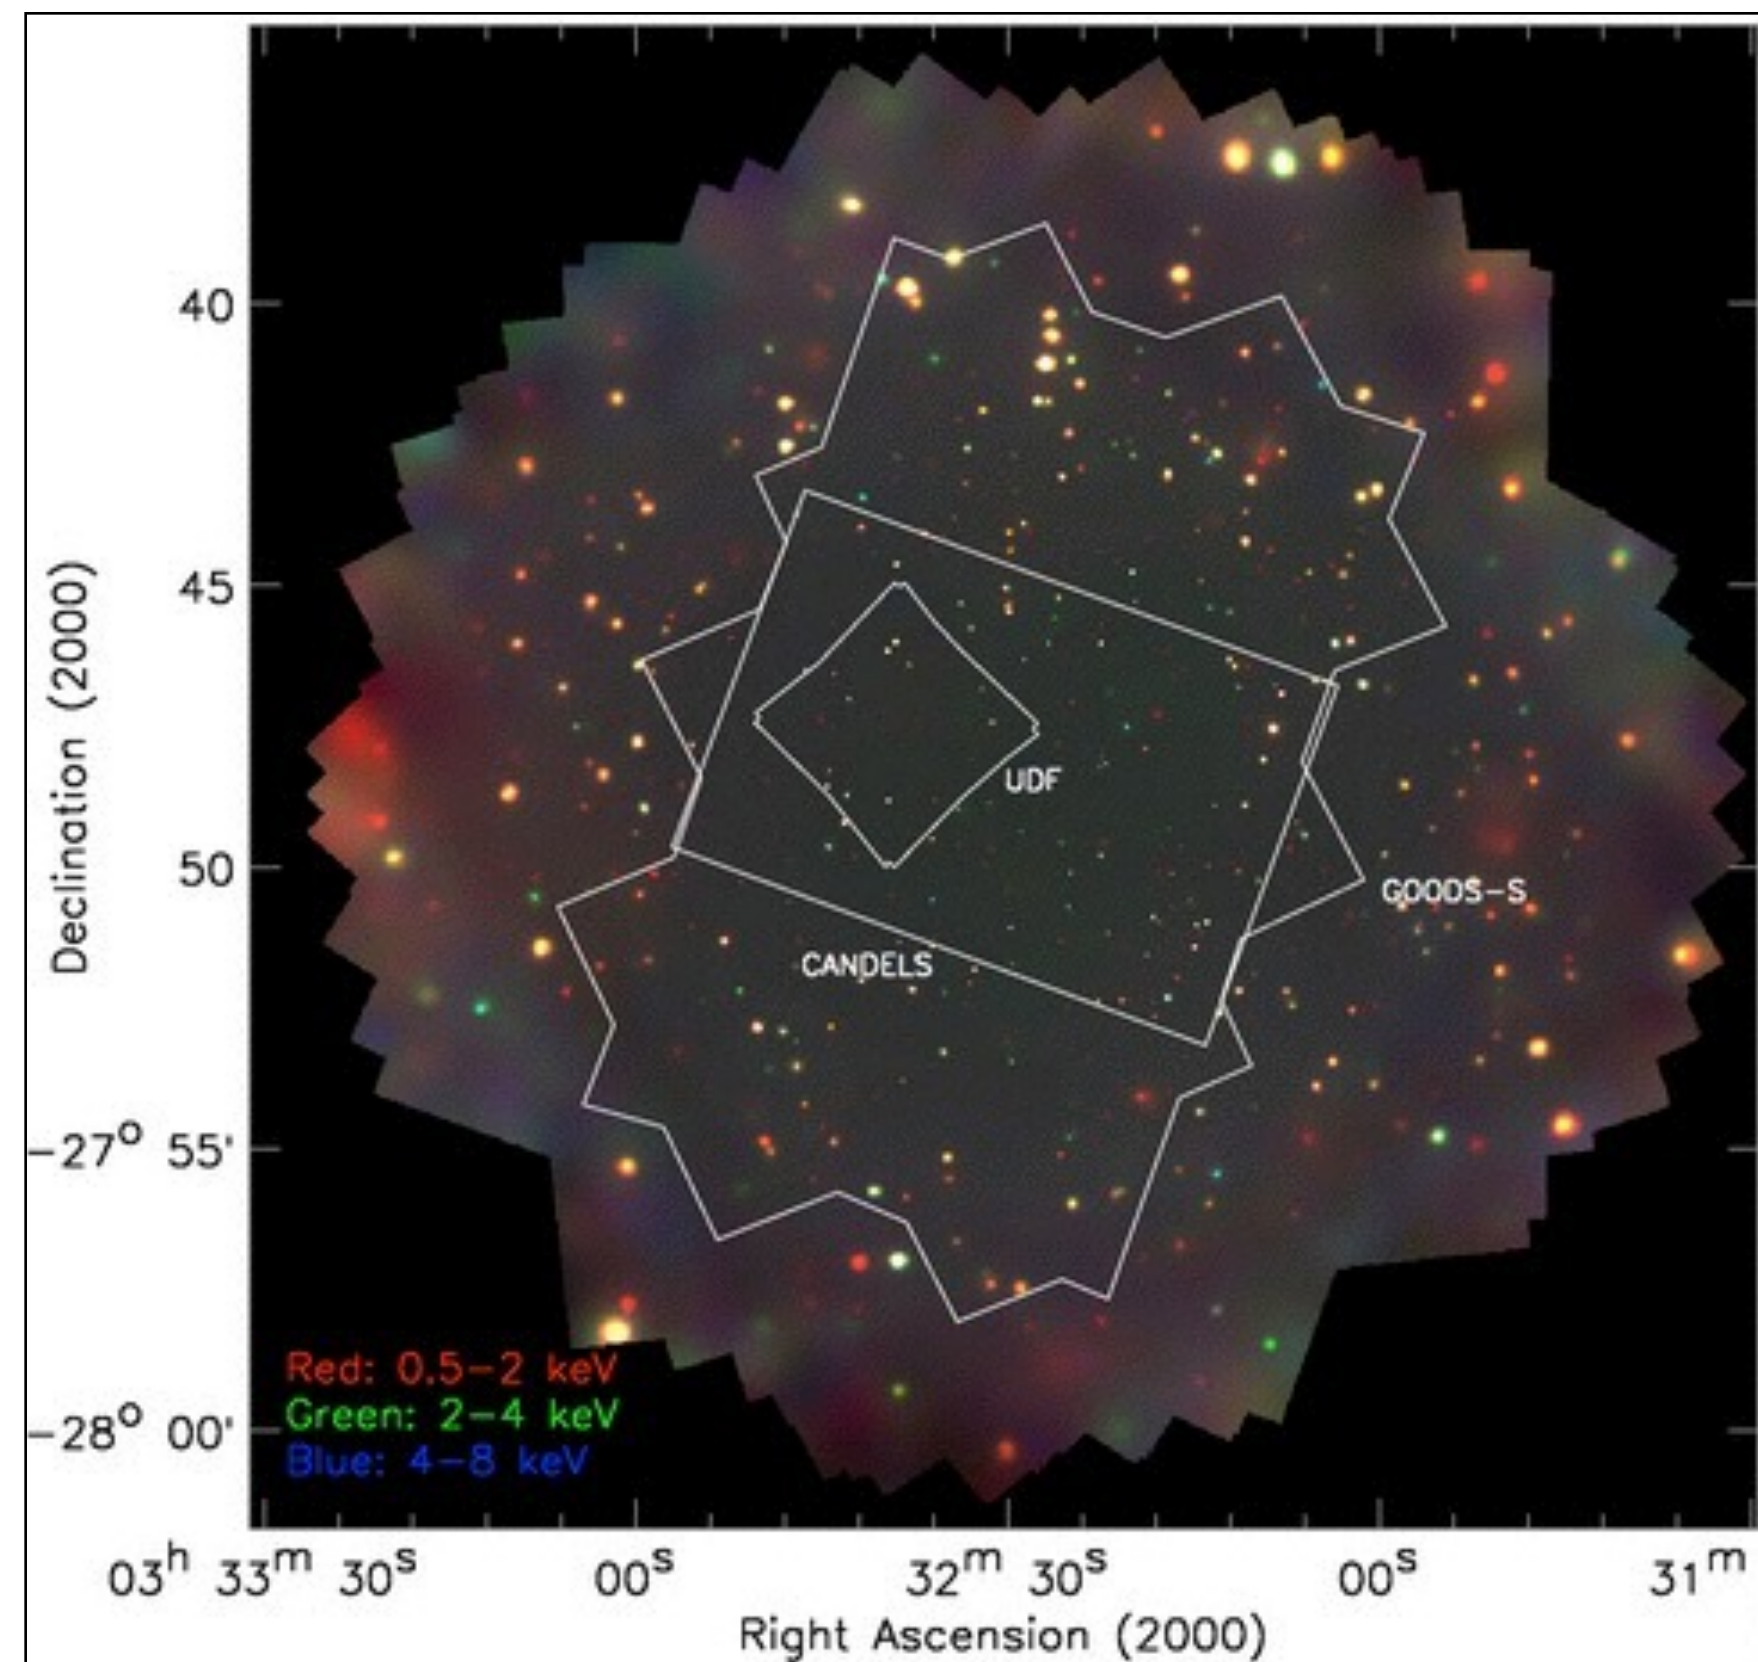 40
45
Declination (2000)
UDF
50
GOODS-S
CANDELS
-27° 55'
Red: 0.5-2 keV
Green: 2-4 keV
Blue: 4-8 keV
-28° 00'
03h 33m 30s 00s 32m 30s 00s 31m
Right Ascension (2000)